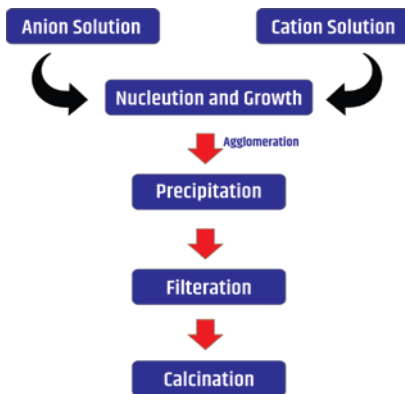 Anion Solution
Cation Solution
Nucleution and Growth
Agglomeration
Precipitation
Filteration
Calcination